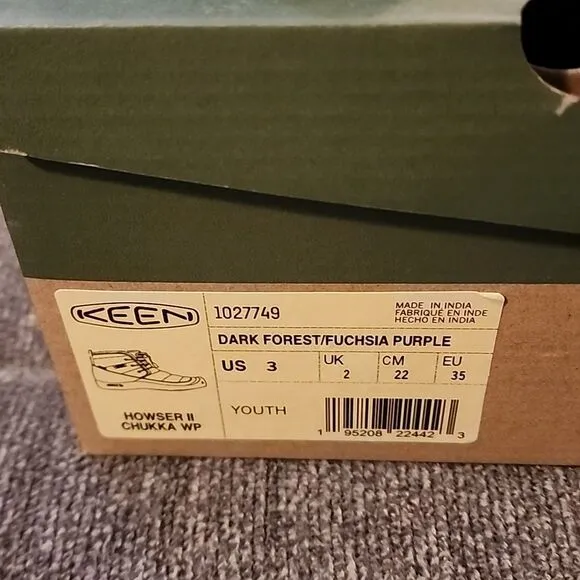 KEEN
1027749
MADE IN INDIA
FABRIQUÉ EN INDE
HECHO EN INDIA
DARK FOREST/FUCHSIA PURPLE
US 3
UK 2
CM 22
EU 35
HOWSER II
CHUKKA WP
YOUTH
1 95208 22442 3